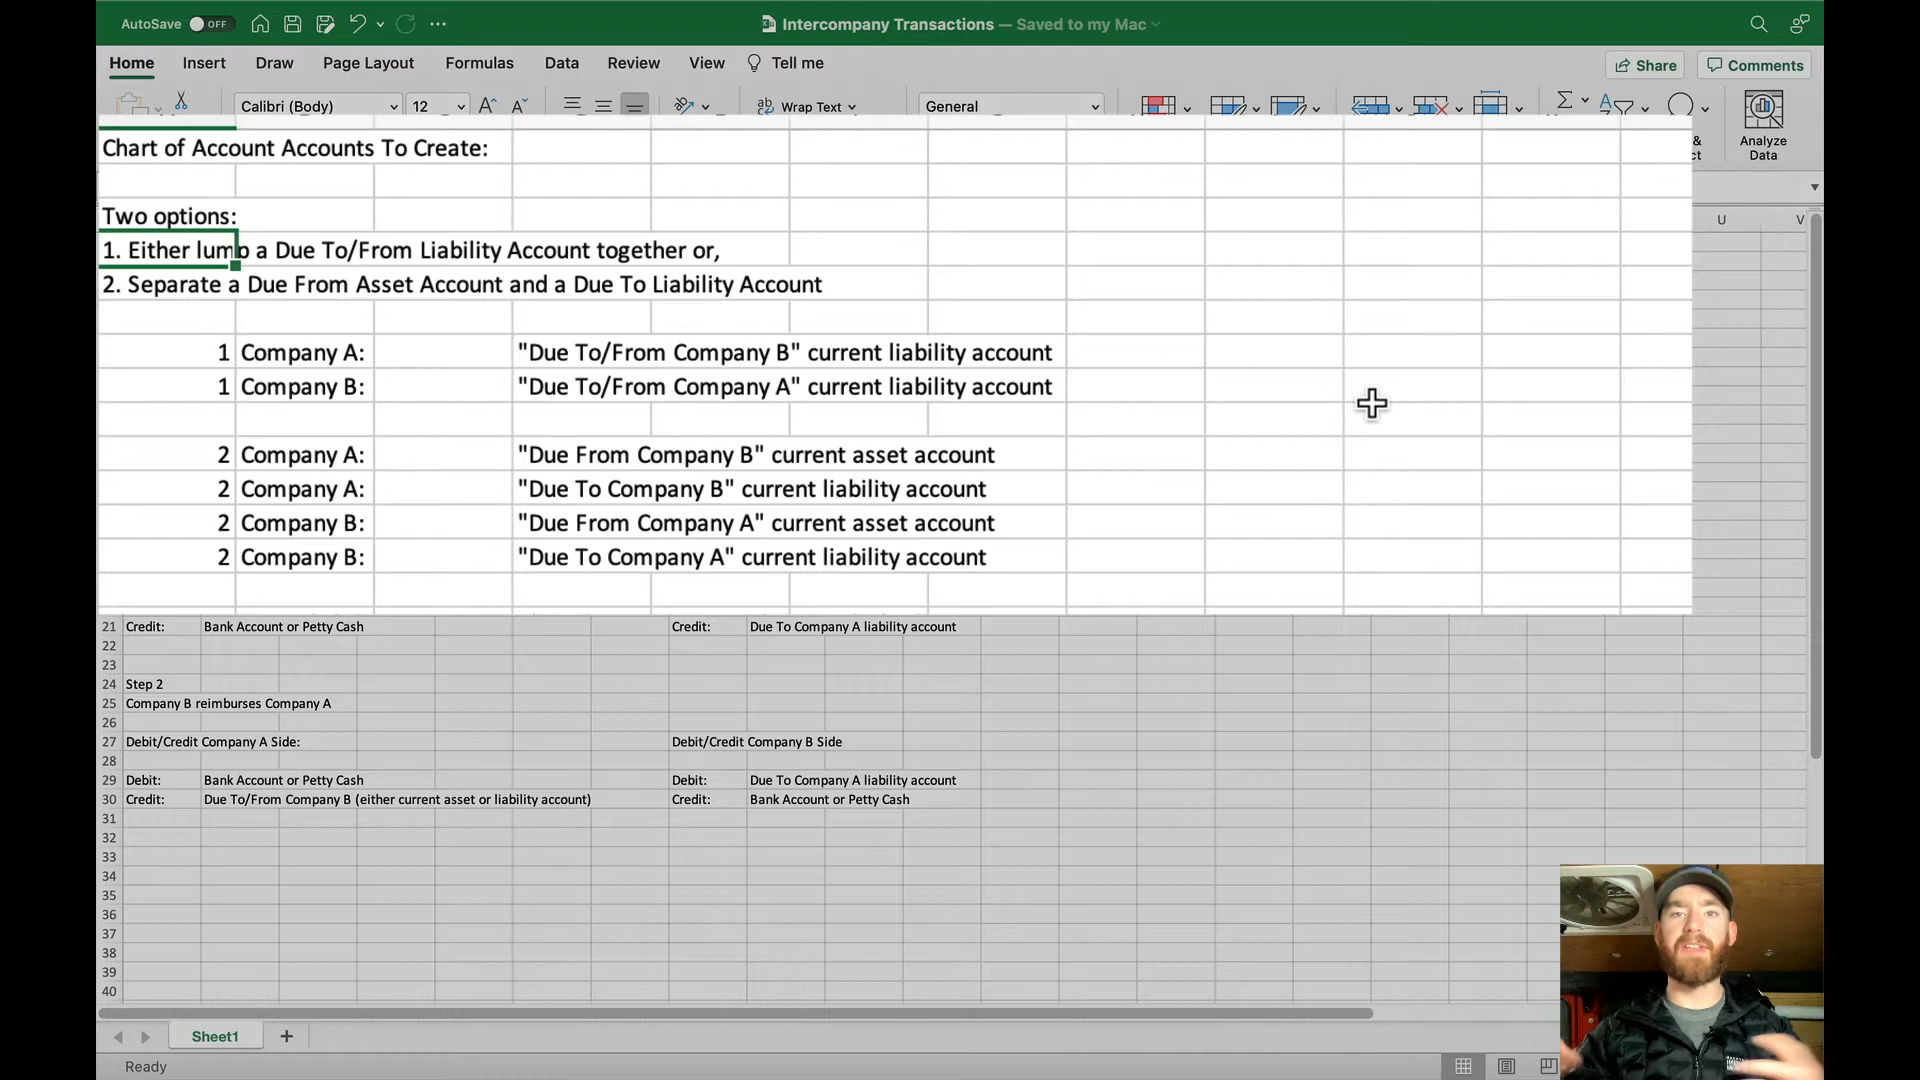 AutoSave OFF
Intercompany Transactions — Saved to my Mac
Home Insert Draw Page Layout Formulas Data Review View Tell me
Share Comments
Calibri (Body) 12 Wrap Text General
Analyze
Data
Chart of Account Accounts To Create:
Two options:
1. Either lump a Due To/From Liability Account together or,
2. Separate a Due From Asset Account and a Due To Liability Account
1 Company A: "Due To/From Company B" current liability account
1 Company B: "Due To/From Company A" current liability account
2 Company A: "Due From Company B" current asset account
2 Company A: "Due To Company B" current liability account
2 Company B: "Due From Company A" current asset account
2 Company B: "Due To Company A" current liability account
U V
21 Credit: Bank Account or Petty Cash Credit: Due To Company A liability account
22
23
24 Step 2
25 Company B reimburses Company A
26
27 Debit/Credit Company A Side: Debit/Credit Company B Side
28
29 Debit: Bank Account or Petty Cash Debit: Due To Company A liability account
30 Credit: Due To/From Company B (either current asset or liability account) Credit: Bank Account or Petty Cash
31
32
33
34
35
36
37
38
39
40
Sheet1
Ready